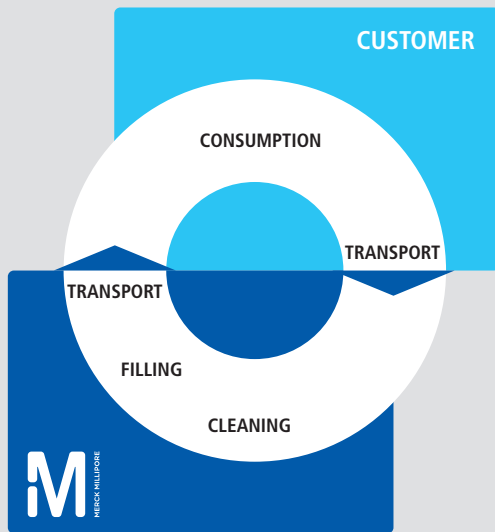 CUSTOMER
CONSUMPTION
TRANSPORT
TRANSPORT
FILLING
CLEANING
M
MERCK MILLIPORE